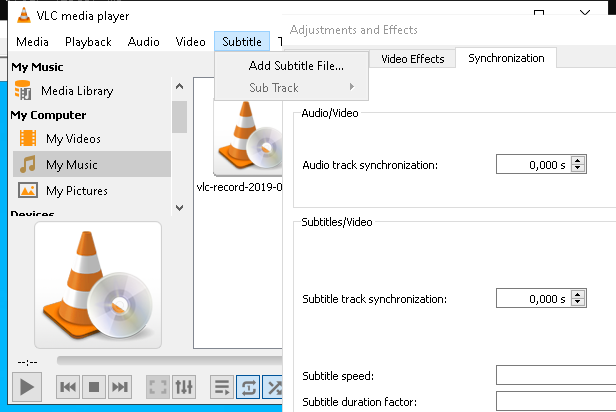 VLC media player
Adjustments and Effects
Media Playback Audio Video Subtitle
Add Subtitle File...
Sub Track
Video Effects Synchronization
My Music
Media Library
My Computer
My Videos
My Music
My Pictures
Devices
vlc-record-2019-0
Audio/Video
Audio track synchronization: 0,000 s
Subtitles/Video
Subtitle track synchronization: 0,000 s
Subtitle speed:
Subtitle duration factor:
--:--